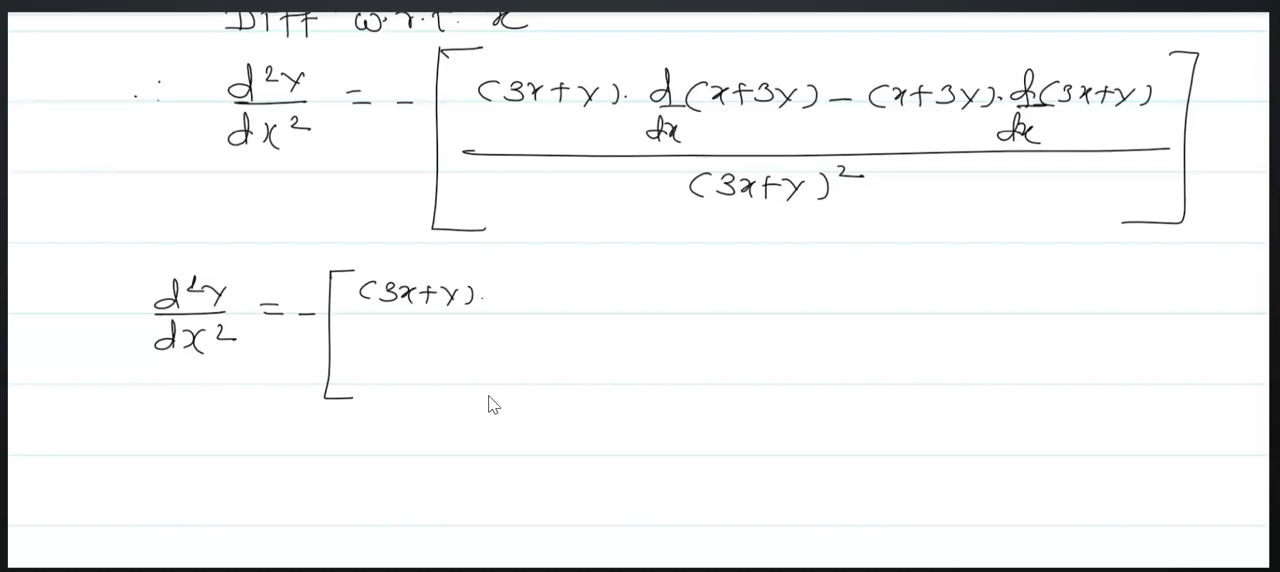 Diff w.r.t. x
∴ d²y/dx² = - [ (3x+y). d/dx (x+3y) - (x+3y). d/dx (3x+y) / (3x+y)² ]
d²y/dx² = - [ (3x+y).